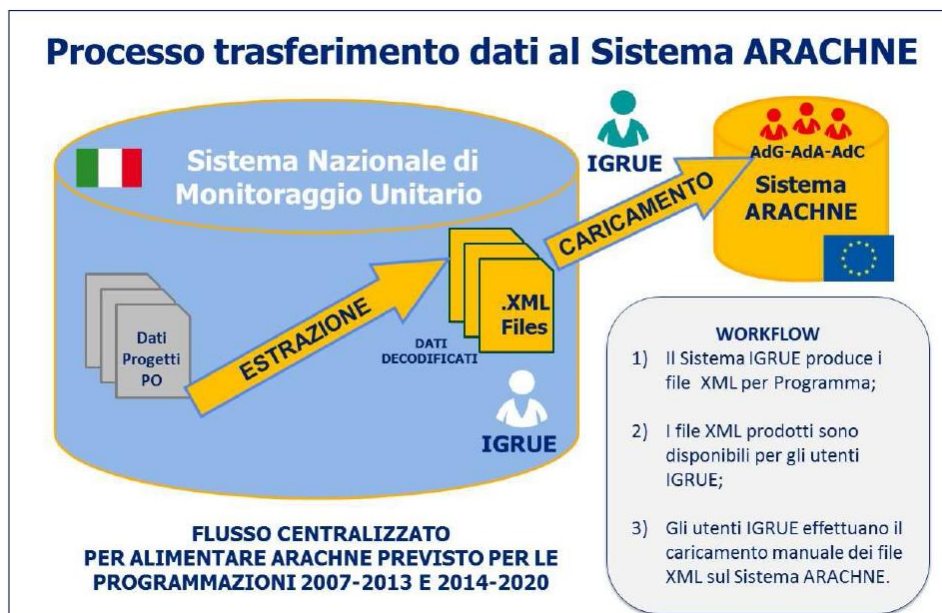 Processo trasferimento dati al Sistema ARACHNE
Sistema Nazionale di
Monitoraggio Unitario
IGRUE
AdG-AdA-AdC
Sistema
ARACHNE
CARICAMENTO
ESTRAZIONE
Dati
Progetti
PO
.XML
Files
DATI
DECODIFICATI
IGRUE
FLUSSO CENTRALIZZATO
PER ALIMENTARE ARACHNE PREVISTO PER LE
PROGRAMMAZIONI 2007-2013 E 2014-2020
WORKFLOW
1) Il Sistema IGRUE produce i
file XML per Programma;
2) I file XML prodotti sono
disponibili per gli utenti
IGRUE;
3) Gli utenti IGRUE effettuano il
caricamento manuale dei file
XML sul Sistema ARACHNE.